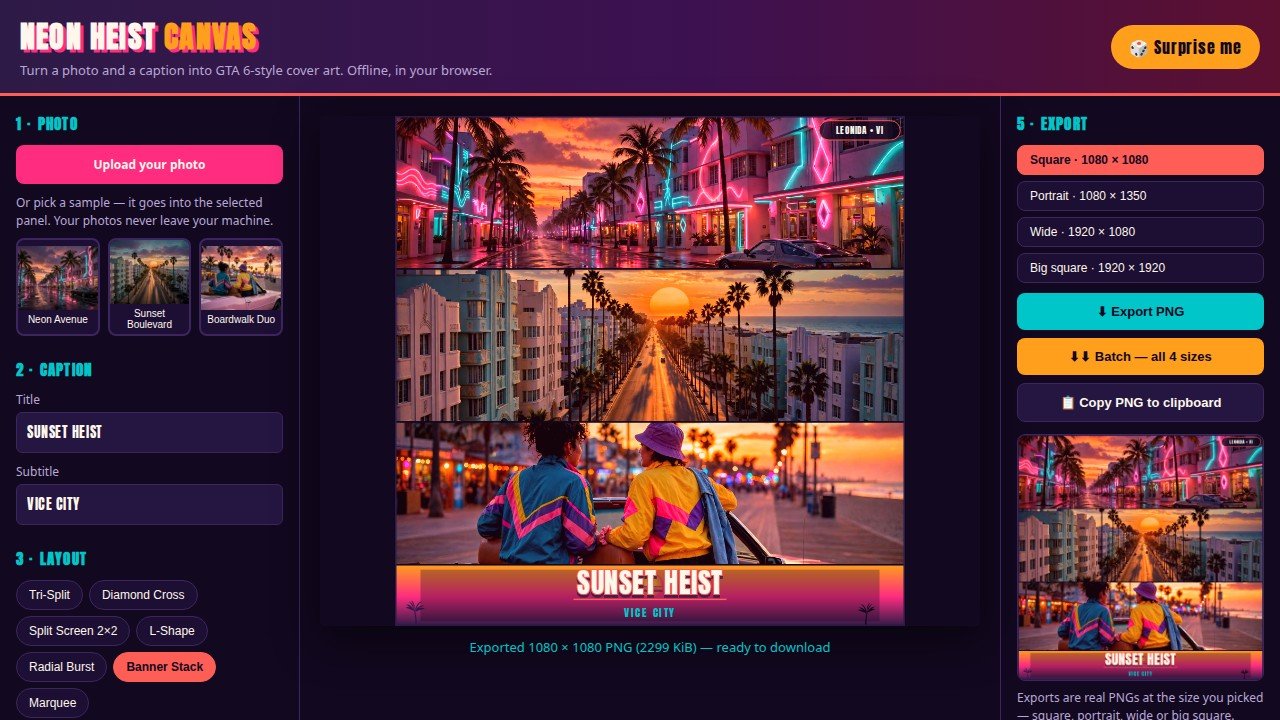 NEON HEIST CANVAS
Turn a photo and a caption into GTA 6-style cover art. Offline, in your browser.
🎲 Surprise me
1 · PHOTO
Upload your photo
Or pick a sample — it goes into the selected
panel. Your photos never leave your machine.
Neon Avenue
Sunset
Boulevard
Boardwalk Duo
2 · CAPTION
Title
SUNSET HEIST
Subtitle
VICE CITY
3 · LAYOUT
Tri-Split
Diamond Cross
Split Screen 2×2
L-Shape
Radial Burst
Banner Stack
Marquee
LEONIDA • VI
SUNSET HEIST
VICE CITY
Exported 1080 × 1080 PNG (2299 KiB) — ready to download
5 · EXPORT
Square · 1080 × 1080
Portrait · 1080 × 1350
Wide · 1920 × 1080
Big square · 1920 × 1920
⬇ Export PNG
⬇⬇ Batch — all 4 sizes
📋 Copy PNG to clipboard
LEONIDA • VI
SUNSET HEIST
VICE CITY
Exports are real PNGs at the size you picked
— square, portrait, wide or big square.